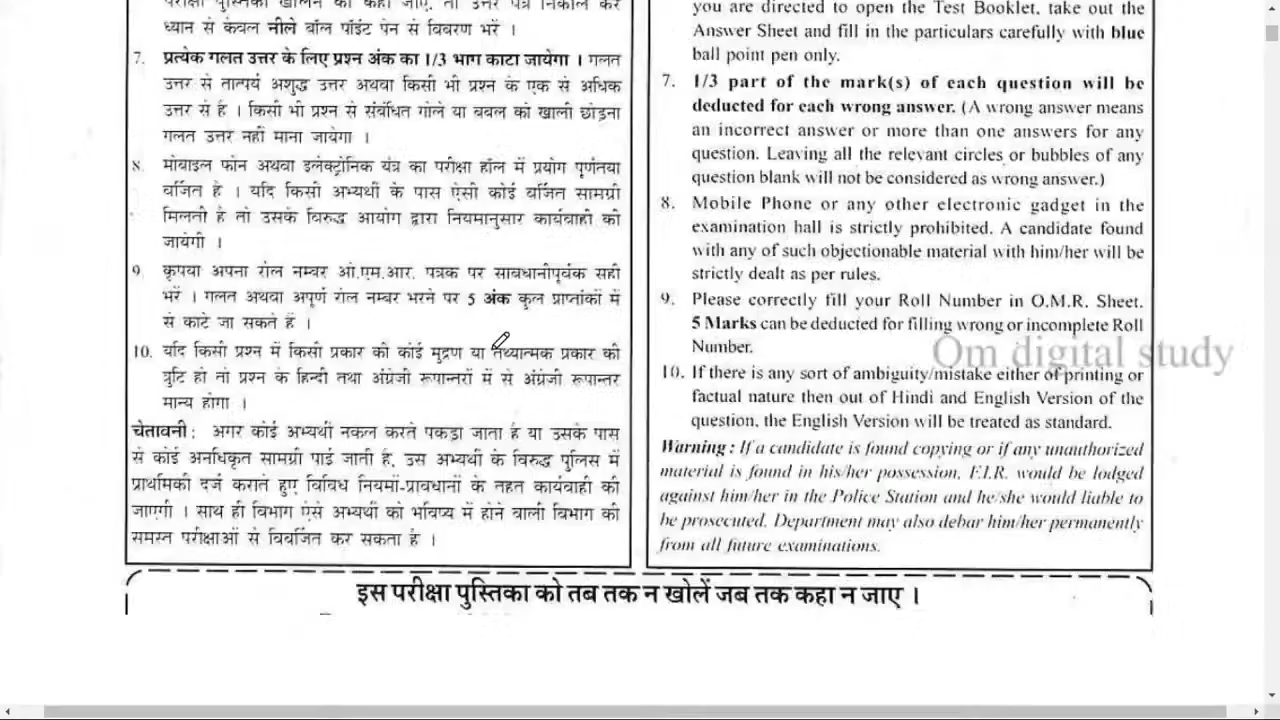 ध्यान से केवल नीले बॉल पॉइंट पेन से विवरण भरें ।
7. प्रत्येक गलत उत्तर के लिए प्रश्न अंक का 1/3 भाग काटा जायेगा । गलत
उत्तर से तात्पर्य अशुद्ध उत्तर अथवा किसी भी प्रश्न के एक से अधिक
उत्तर से है । किसी भी प्रश्न से संबंधित गोले या बबल को खाली छोड़ना
गलत उत्तर नहीं माना जायेगा ।
8. मोबाइल फोन अथवा इलेक्ट्रोनिक यंत्र का परीक्षा हॉल में प्रयोग पूर्णतया
वर्जित है । यदि किसी अभ्यर्थी के पास ऐसी कोई वर्जित सामग्री
मिलती है तो उसके विरुद्ध आयोग द्वारा नियमानुसार कार्यवाही की
जायेगी ।
9. कृपया अपना रोल नम्बर ओ.एम.आर. पत्रक पर सावधानीपूर्वक सही
भरें । गलत अथवा अपूर्ण रोल नम्बर भरने पर 5 अंक कुल प्राप्तांकों में
से काटे जा सकते हैं ।
10. यदि किसी प्रश्न में किसी प्रकार की कोई मुद्रण या तथ्यात्मक प्रकार की
त्रुटि हो तो प्रश्न के हिन्दी तथा अंग्रेजी रूपान्तरों में से अंग्रेजी रूपान्तर
मान्य होगा ।
चेतावनी : अगर कोई अभ्यर्थी नकल करते पकड़ा जाता है या उसके पास
से कोई अनधिकृत सामग्री पाई जाती है, उस अभ्यर्थी के विरुद्ध पुलिस में
प्राथमिकी दर्ज कराते हुए विविध नियमों-प्रावधानों के तहत कार्यवाही की
जाएगी । साथ ही विभाग ऐसे अभ्यर्थी को भविष्य में होने वाली विभाग की
समस्त परीक्षाओं से विवर्जित कर सकता है ।
you are directed to open the Test Booklet, take out the
Answer Sheet and fill in the particulars carefully with blue
ball point pen only.
7. 1/3 part of the mark(s) of each question will be
deducted for each wrong answer. (A wrong answer means
an incorrect answer or more than one answers for any
question. Leaving all the relevant circles or bubbles of any
question blank will not be considered as wrong answer.)
8. Mobile Phone or any other electronic gadget in the
examination hall is strictly prohibited. A candidate found
with any of such objectionable material with him/her will be
strictly dealt as per rules.
9. Please correctly fill your Roll Number in O.M.R. Sheet.
5 Marks can be deducted for filling wrong or incomplete Roll
Number.
10. If there is any sort of ambiguity/mistake either of printing or
factual nature then out of Hindi and English Version of the
question, the English Version will be treated as standard.
Warning : If a candidate is found copying or if any unauthorized
material is found in his/her possession, F.I.R. would be lodged
against him/her in the Police Station and he/she would liable to
be prosecuted. Department may also debar him/her permanently
from all future examinations.
Om digital study
इस परीक्षा पुस्तिका को तब तक न खोलें जब तक कहा न जाए ।